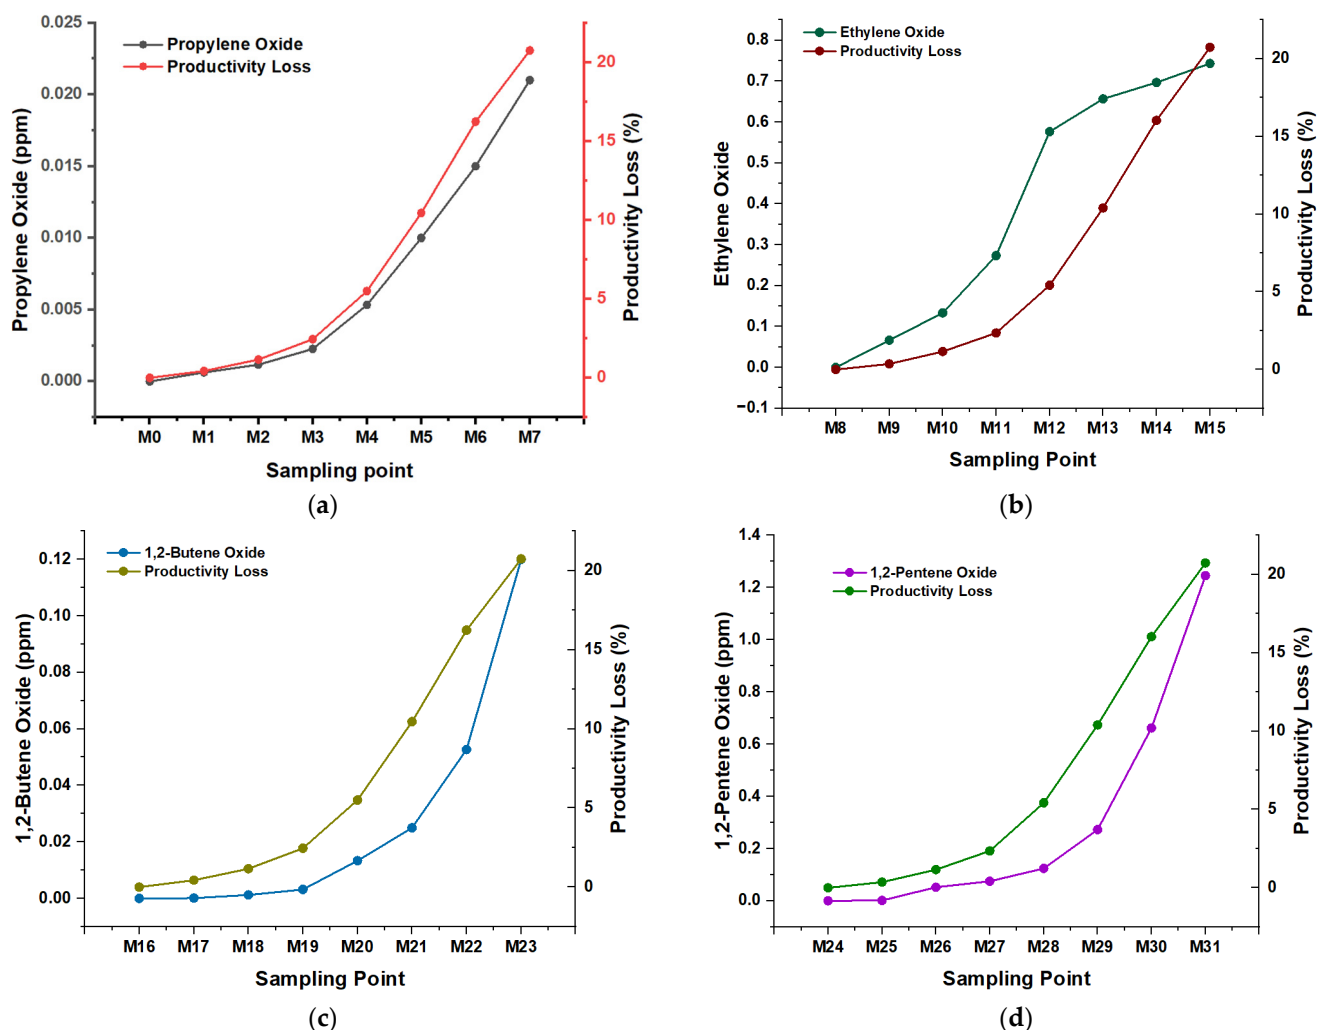 Propylene Oxide
Productivity Loss
0.025
0.020
0.015
0.010
0.005
0.000
Propylene Oxide (ppm)
20
15
10
5
0
Productivity Loss (%)
M0 M1 M2 M3 M4 M5 M6 M7
Sampling point
(a)
Ethylene Oxide
Productivity Loss
0.8
0.7
0.6
0.5
0.4
0.3
0.2
0.1
0.0
−0.1
Ethylene Oxide
20
15
10
5
0
Productivity Loss (%)
M8 M9 M10 M11 M12 M13 M14 M15
Sampling Point
(a)
1,2-Butene Oxide
Productivity Loss
0.12
0.10
0.08
0.06
0.04
0.02
0.00
1,2-Butene Oxide (ppm)
20
15
10
5
0
Productivity Loss (%)
M16 M17 M18 M19 M20 M21 M22 M23
Sampling Point
(c)
1,2-Pentene Oxide
Productivity Loss
1.4
1.2
1.0
0.8
0.6
0.4
0.2
0.0
1,2-Pentene Oxide (ppm)
20
15
10
5
0
Productivity Loss (%)
M24 M25 M26 M27 M28 M29 M30 M31
Sampling Point
(d)